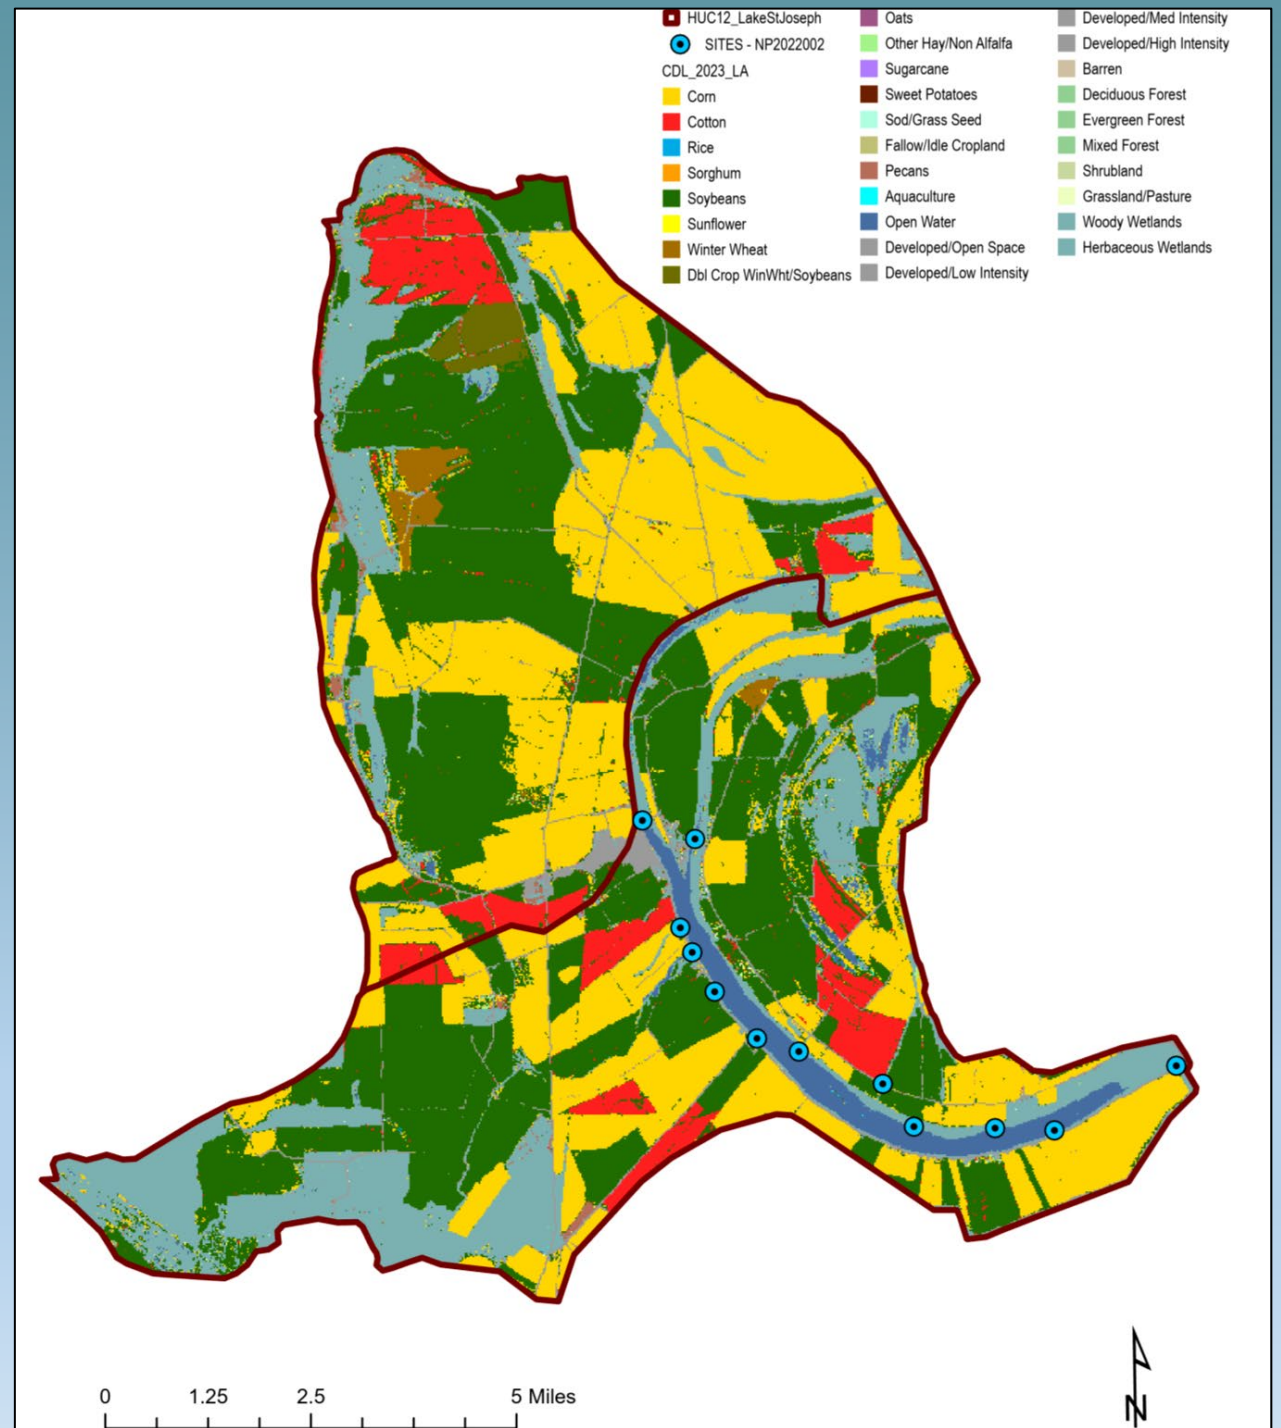 HUC12_LakeStJoseph
SITES - NP2022002
CDL_2023_LA
Corn
Cotton
Rice
Sorghum
Soybeans
Sunflower
Winter Wheat
Dbl Crop WinWht/Soybeans
Oats
Other Hay/Non Alfalfa
Sugarcane
Sweet Potatoes
Sod/Grass Seed
Fallow/Idle Cropland
Pecans
Aquaculture
Open Water
Developed/Open Space
Developed/Low Intensity
Developed/Med Intensity
Developed/High Intensity
Barren
Deciduous Forest
Evergreen Forest
Mixed Forest
Shrubland
Grassland/Pasture
Woody Wetlands
Herbaceous Wetlands
0 1.25 2.5 5 Miles
N